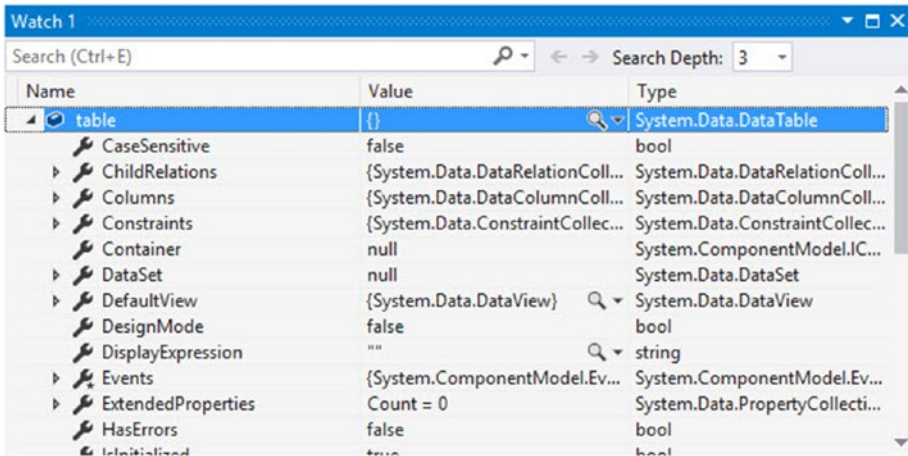 Watch 1
Search (Ctrl+E) Search Depth: 3
Name Value Type
table {} System.Data.DataTable
CaseSensitive false bool
ChildRelations {System.Data.DataRelationColl... System.Data.DataRelationColl...
Columns {System.Data.DataColumnColl... System.Data.DataColumnColl...
Constraints {System.Data.ConstraintCollec... System.Data.ConstraintCollec...
Container null System.ComponentModel.IC...
DataSet null System.Data.DataSet
DefaultView {System.Data.DataView} System.Data.DataView
DesignMode false bool
DisplayExpression "" string
Events {System.ComponentModel.Ev... System.ComponentModel.Ev...
ExtendedProperties Count = 0 System.Data.PropertyCollecti...
HasErrors false bool
IsInitialized true bool